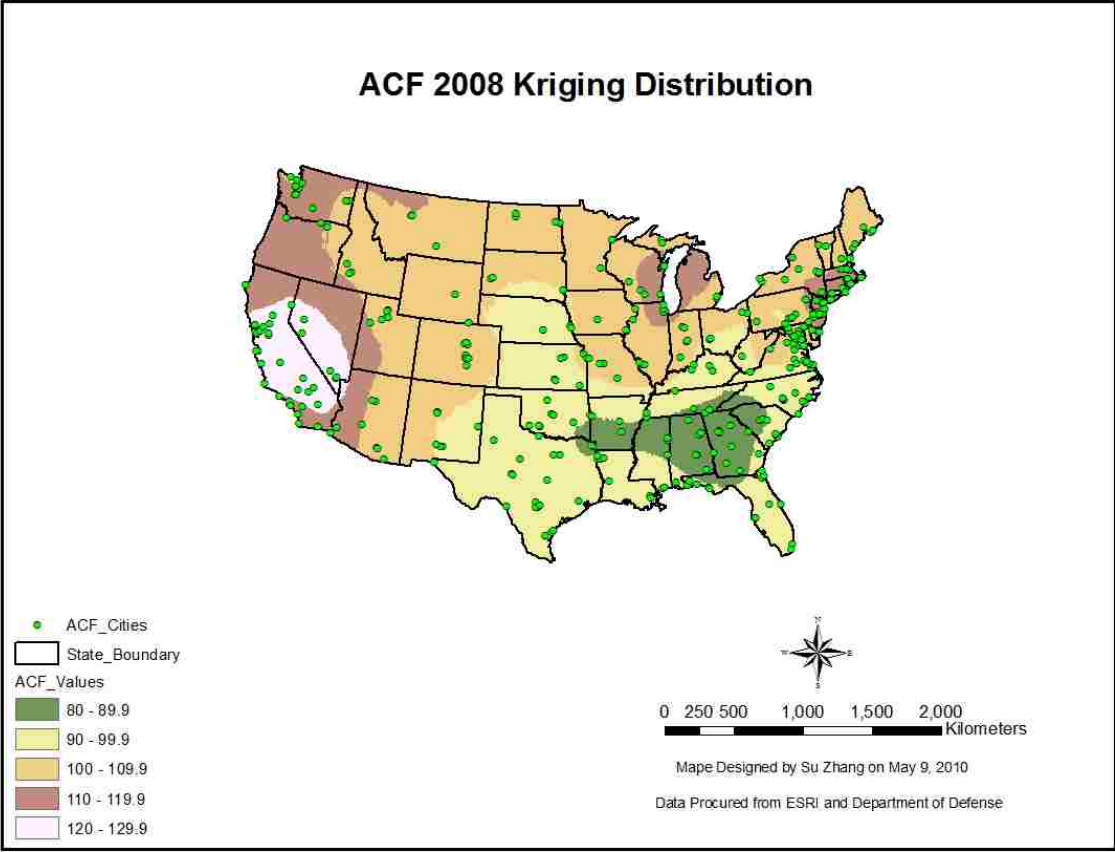 ACF 2008 Kriging Distribution
ACF_Cities
State_Boundary
ACF_Values
80 - 89.9
90 - 99.9
100 - 109.9
110 - 119.9
120 - 129.9
N
W E
S
0 250 500 1,000 1,500 2,000
Kilometers
Mape Designed by Su Zhang on May 9, 2010
Data Procured from ESRI and Department of Defense